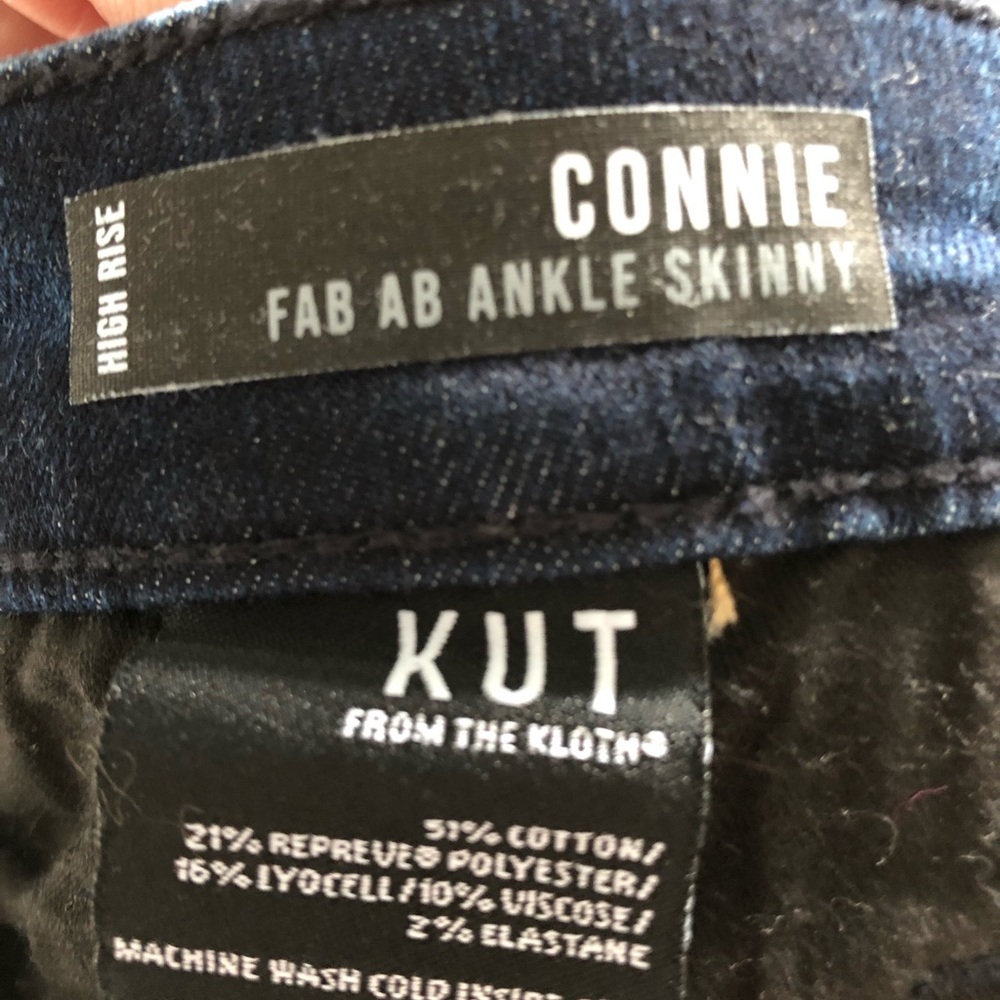 HIGH RISE
CONNIE
FAB AB ANKLE SKINNY
KUT
FROM THE KLOTH®
51% COTTON/
21% REPREVE® POLYESTER/
16% LYOCELL/10% VISCOSE/
2% ELASTANE
MACHINE WASH COLD INSIDE